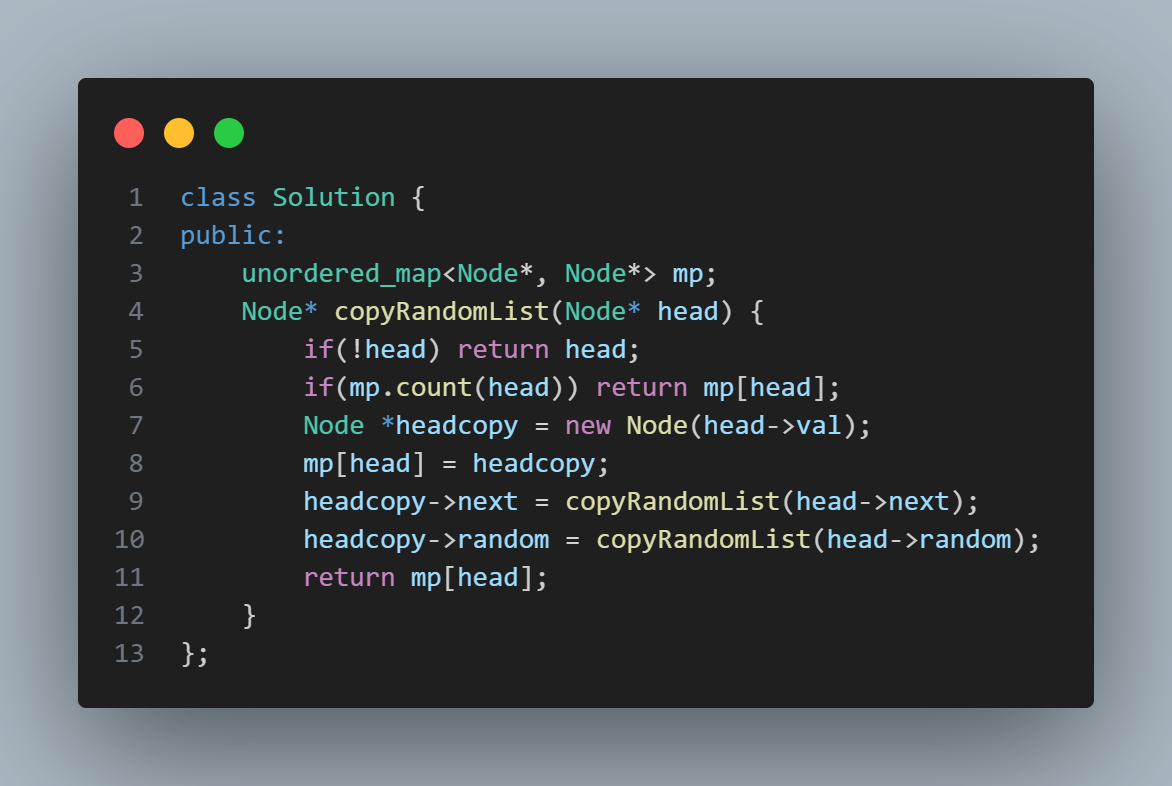 1 class Solution {
2 public:
3     unordered_map<Node*, Node*> mp;
4     Node* copyRandomList(Node* head) {
5         if(!head) return head;
6         if(mp.count(head)) return mp[head];
7         Node *headcopy = new Node(head->val);
8         mp[head] = headcopy;
9         headcopy->next = copyRandomList(head->next);
10         headcopy->random = copyRandomList(head->random);
11         return mp[head];
12     }
13 };